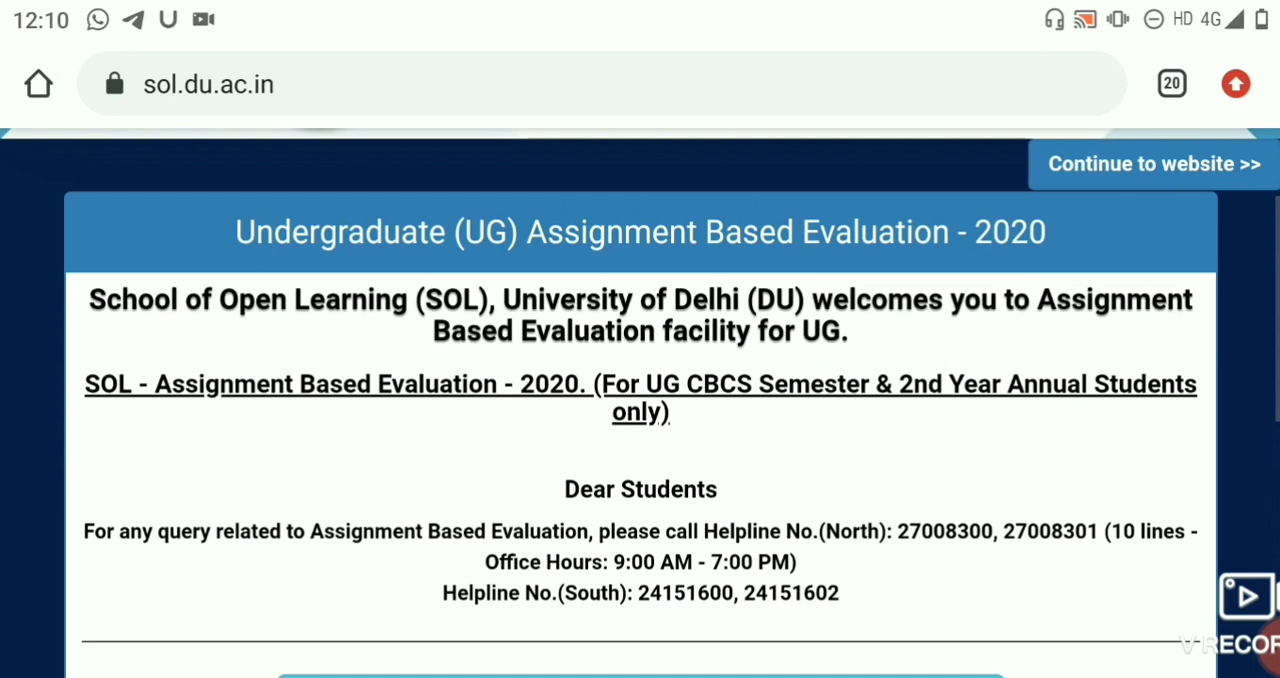 12:10
HD 4G
sol.du.ac.in
20
Continue to website >>
Undergraduate (UG) Assignment Based Evaluation - 2020
School of Open Learning (SOL), University of Delhi (DU) welcomes you to Assignment
Based Evaluation facility for UG.
SOL - Assignment Based Evaluation - 2020. (For UG CBCS Semester & 2nd Year Annual Students
only)
Dear Students
For any query related to Assignment Based Evaluation, please call Helpline No.(North): 27008300, 27008301 (10 lines -
Office Hours: 9:00 AM - 7:00 PM)
Helpline No.(South): 24151600, 24151602
V RECOR